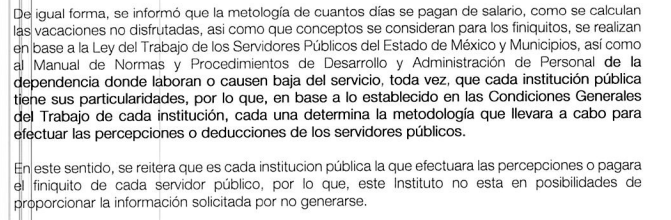 De igual forma, se informó que la metología de cuantos días se pagan de salario, como se calculan
las vacaciones no disfrutadas, asi como que conceptos se consideran para los finiquitos, se realizan
en base a la Ley del Trabajo de los Servidores Públicos del Estado de México y Municipios, así como
al Manual de Normas y Procedimientos de Desarrollo y Administración de Personal de la
dependencia donde laboran o causen baja del servicio, toda vez, que cada institución pública
tiene sus particularidades, por lo que, en base a lo establecido en las Condiciones Generales
del Trabajo de cada institución, cada una determina la metodología que llevara a cabo para
efectuar las percepciones o deducciones de los servidores públicos.
En este sentido, se reitera que es cada institucion pública la que efectuara las percepciones o pagara
el finiquito de cada servidor público, por lo que, este Instituto no esta en posibilidades de
proporcionar la información solicitada por no generarse.